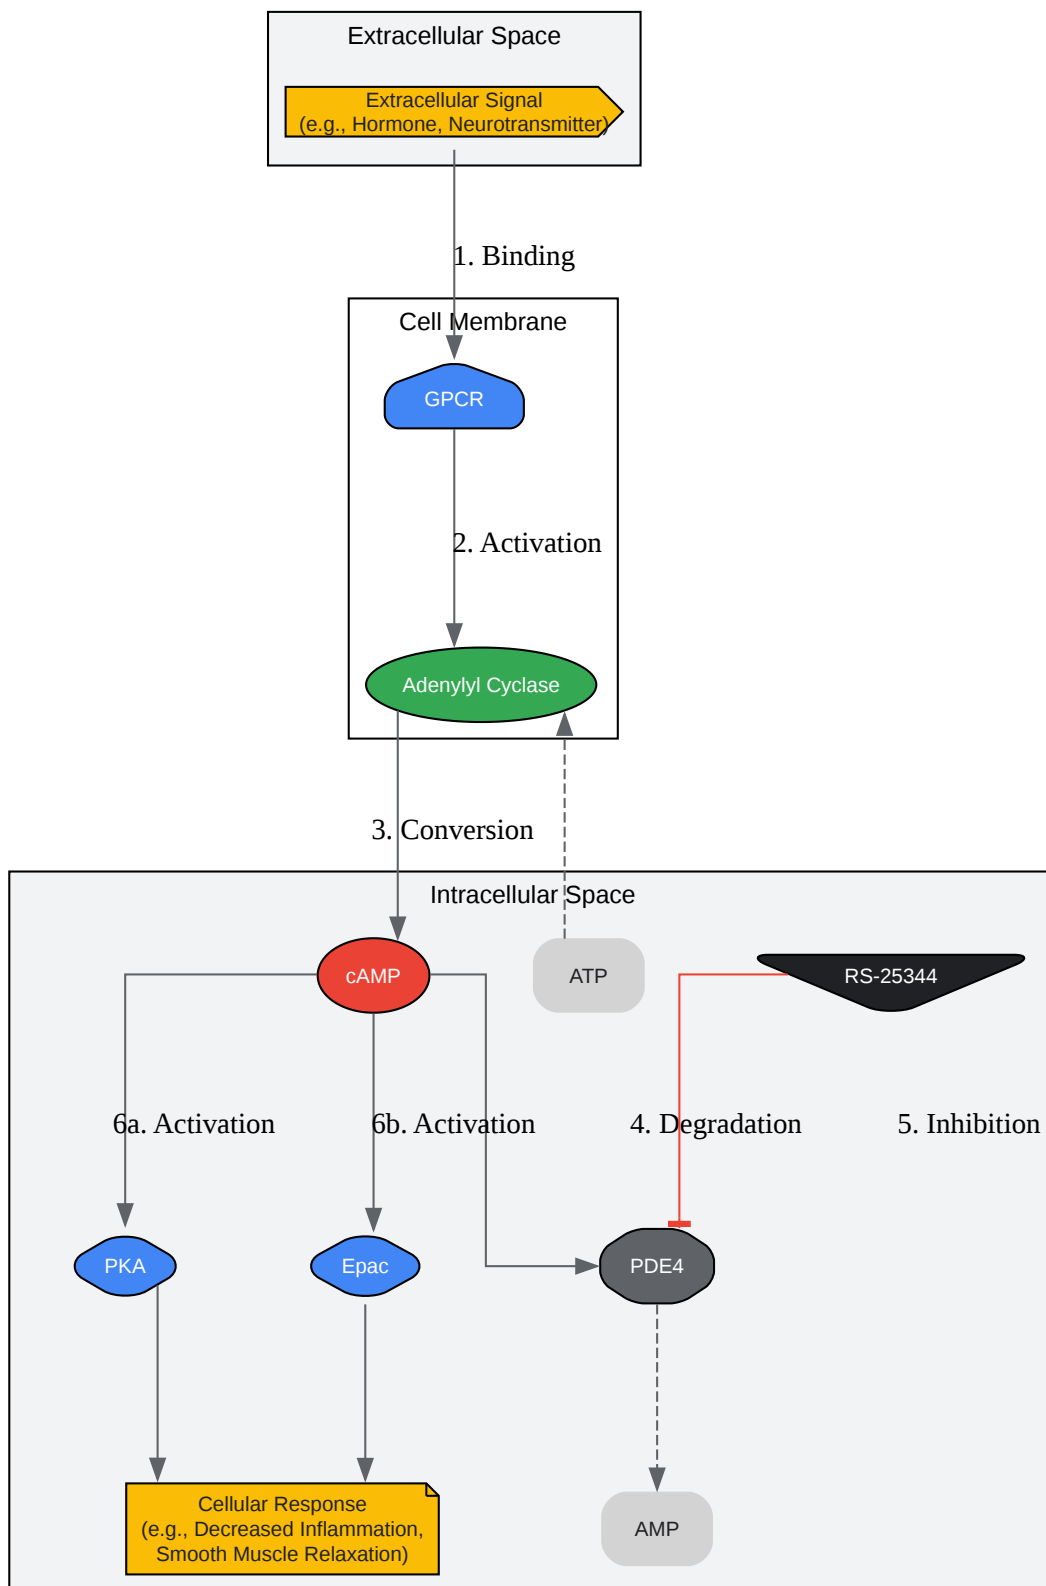 Extracellular Space
Extracellular Signal
(e.g., Hormone, Neurotransmitter)
1. Binding
Cell Membrane
GPCR
2. Activation
Adenylyl Cyclase
3. Conversion
Intracellular Space
cAMP
ATP
RS-25344
6a. Activation
6b. Activation
4. Degradation
5. Inhibition
PKA
Epac
PDE4
Cellular Response
(e.g., Decreased Inflammation,
Smooth Muscle Relaxation)
AMP